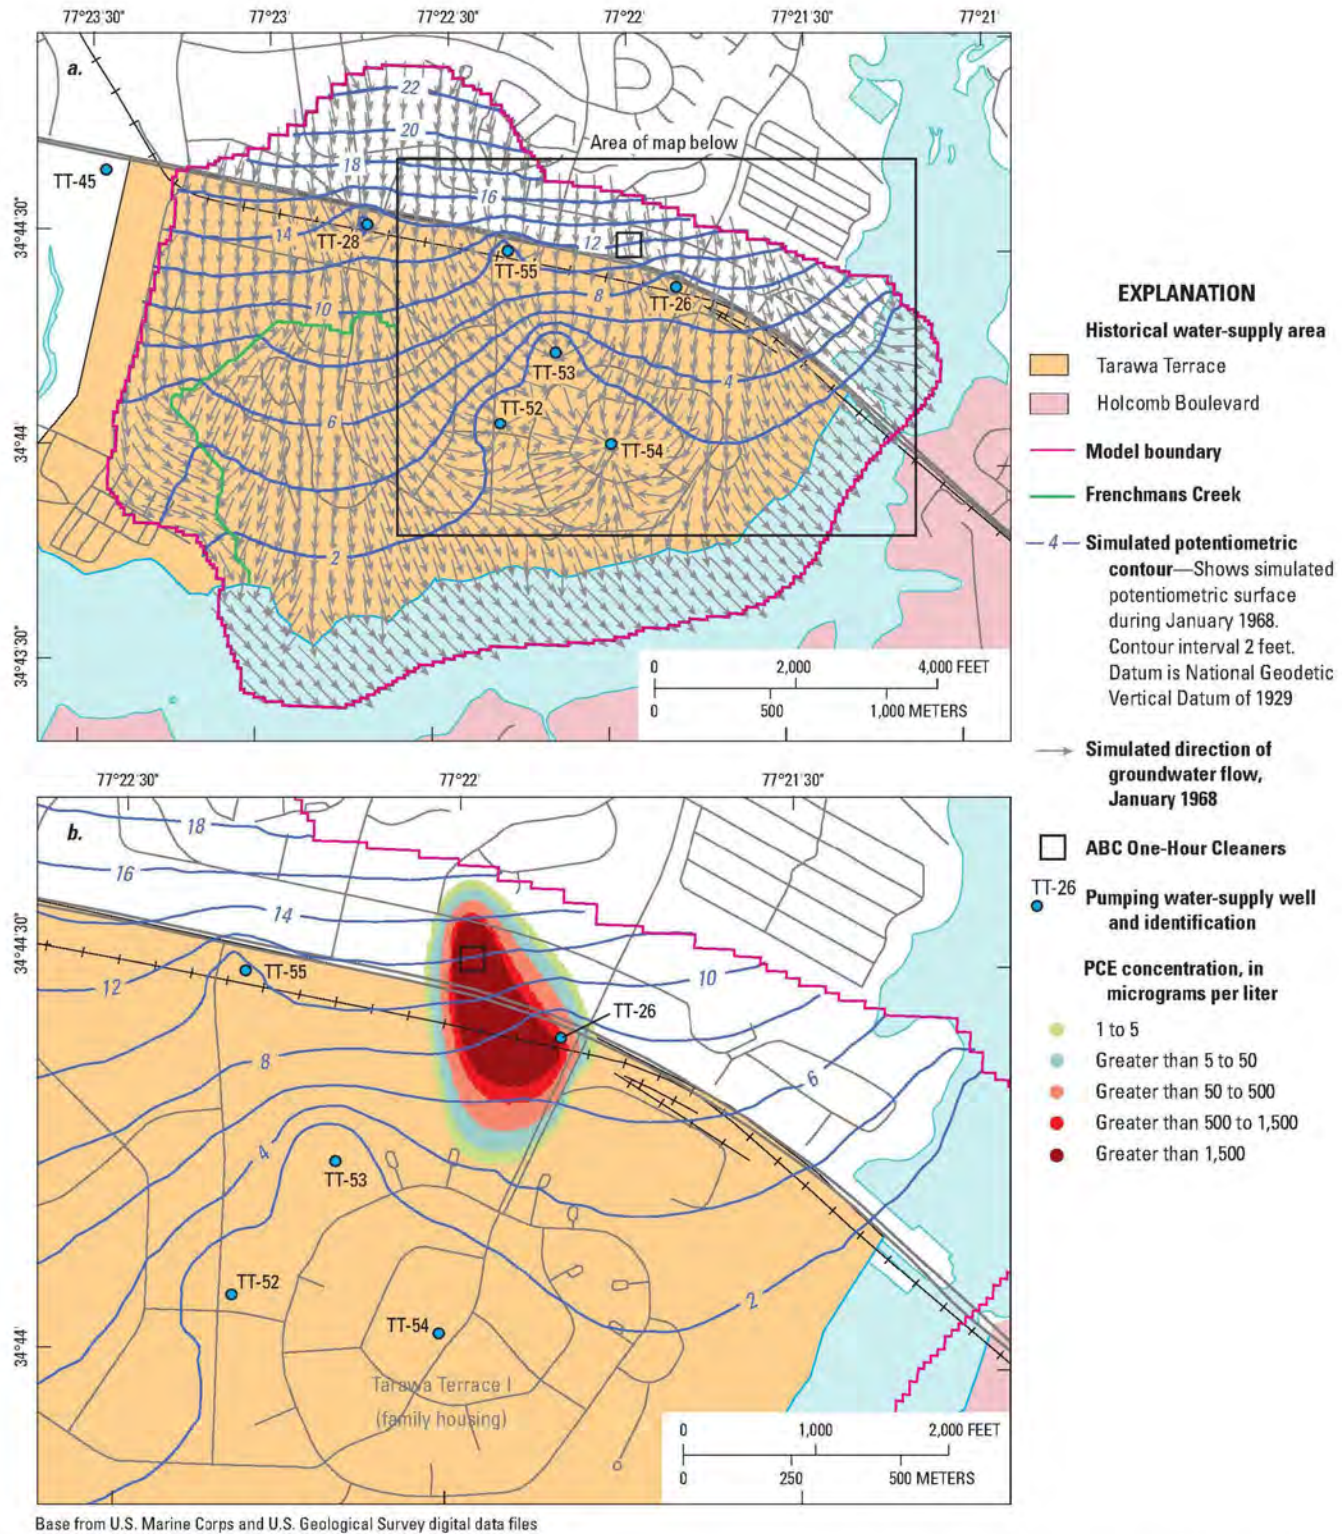 77°23'30"
77°23'
77°22'30"
77°22'
77°21'30"
77°21'
a.
22
20
Area of map below
18
TT-45
16
34°44'30"
14
TT-28
12
TT-55
8
TT-26
10
TT-53
4
TT-52
6
34°44'
TT-54
2
34°43'30"
0 2,000 4,000 FEET
0 500 1,000 METERS
EXPLANATION
Historical water-supply area
Tarawa Terrace
Holcomb Boulevard
Model boundary
Frenchmans Creek
4
Simulated potentiometric
contour—Shows simulated
potentiometric surface
during January 1968.
Contour interval 2 feet.
Datum is National Geodetic
Vertical Datum of 1929
Simulated direction of
groundwater flow,
January 1968
ABC One-Hour Cleaners
TT-26
Pumping water-supply well
and identification
PCE concentration, in
micrograms per liter
1 to 5
Greater than 5 to 50
Greater than 50 to 500
Greater than 500 to 1,500
Greater than 1,500
77°22'30"
77°22'
77°21'30"
b.
18
16
14
34°44'30"
TT-55
12
10
TT-26
8
6
4
TT-53
TT-52
2
TT-54
34°44'
Tarawa Terrace I
(family housing)
0 1,000 2,000 FEET
0 250 500 METERS
Base from U.S. Marine Corps and U.S. Geological Survey digital data files